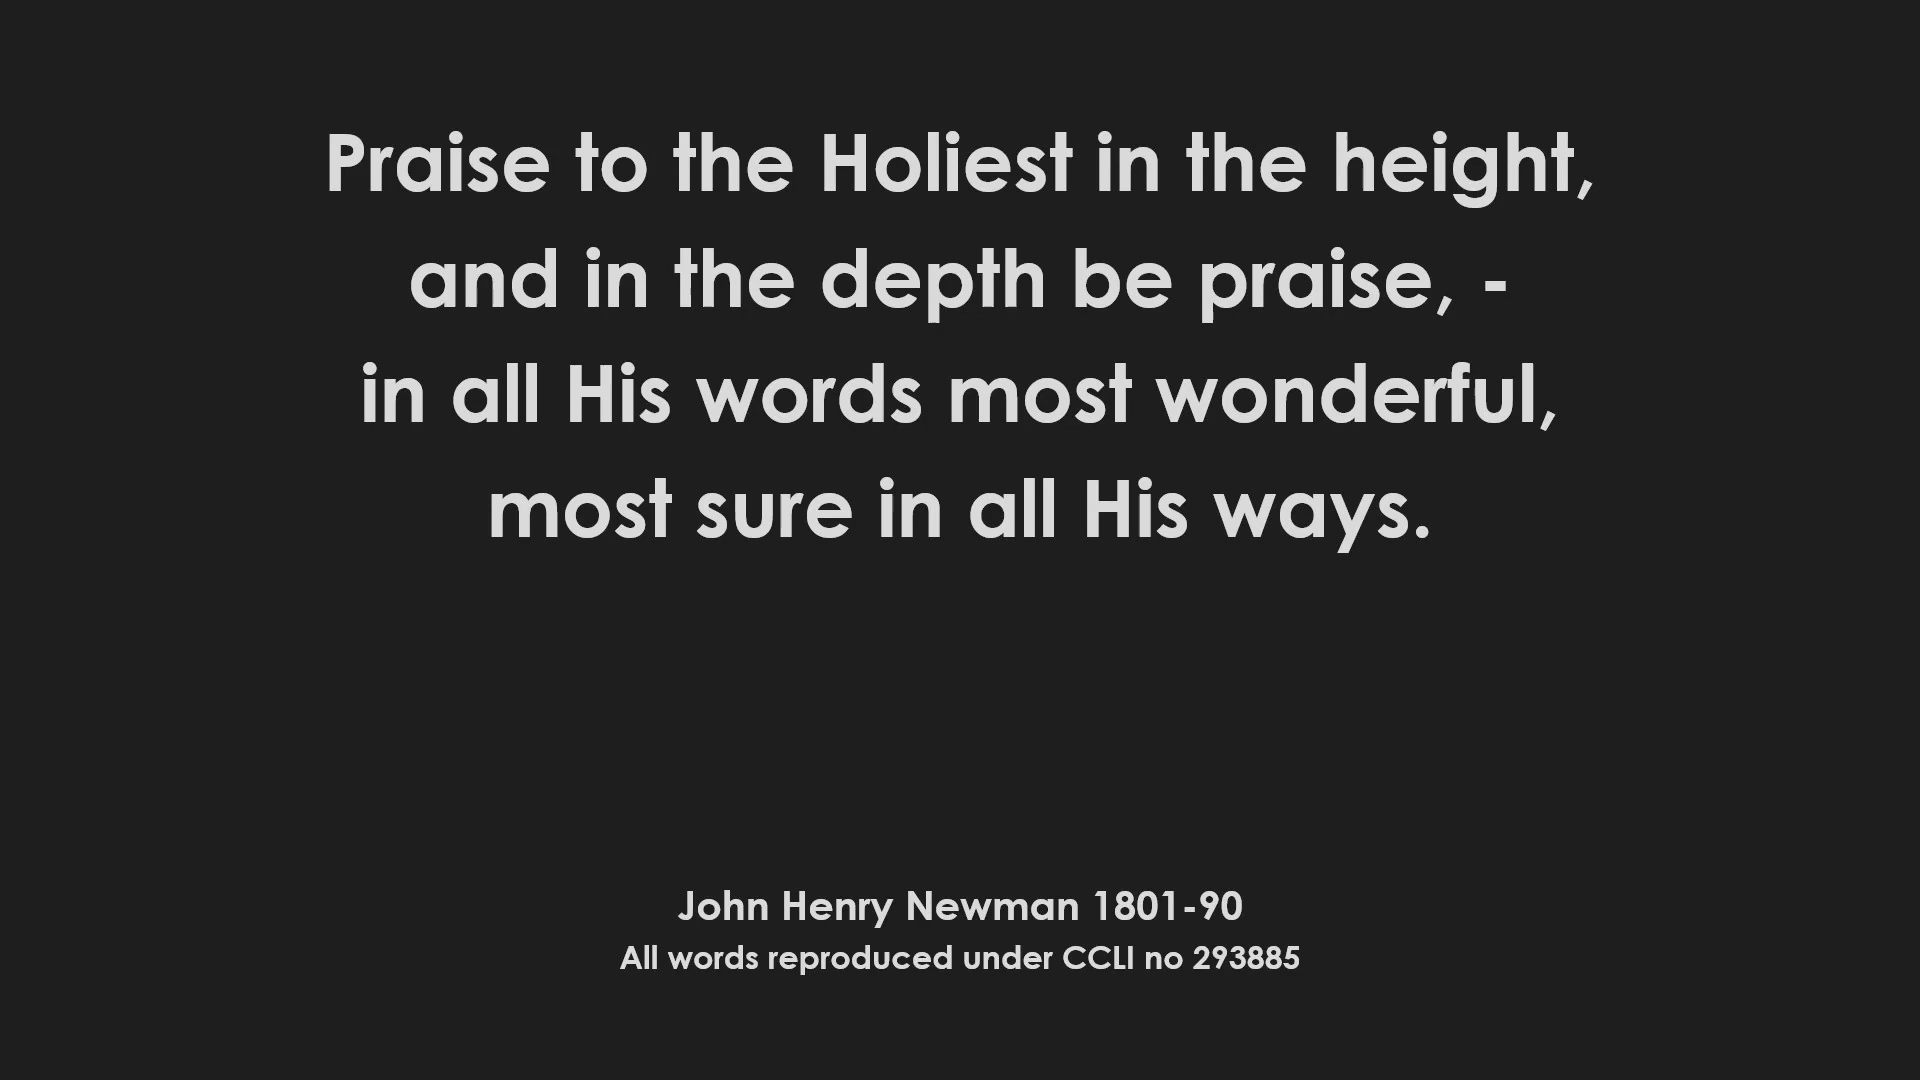 Praise to the Holiest in the height,
and in the depth be praise, -
in all His words most wonderful,
most sure in all His ways.
John Henry Newman 1801-90
All words reproduced under CCLI no 293885